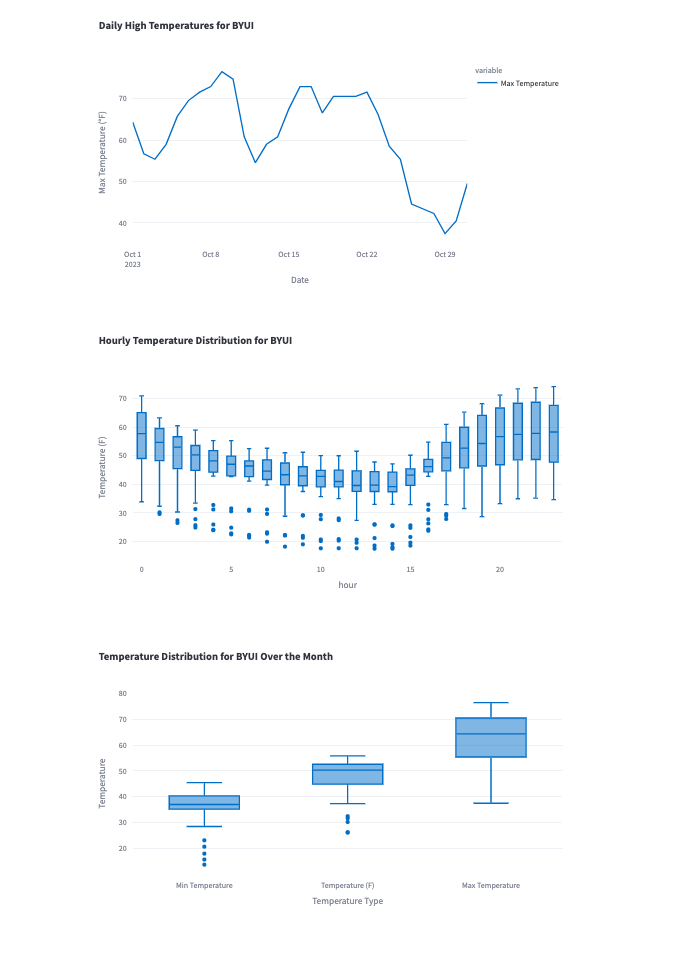 Daily High Temperatures for BYUI
variable
Max Temperature
Max Temperature (°F)
70
60
50
40
Oct 1
2023
Oct 8
Oct 15
Oct 22
Oct 29
Date
Hourly Temperature Distribution for BYUI
Temperature (F)
70
60
50
40
30
20
0
5
10
15
20
hour
Temperature Distribution for BYUI Over the Month
Temperature
80
70
60
50
40
30
20
Min Temperature
Temperature (F)
Max Temperature
Temperature Type